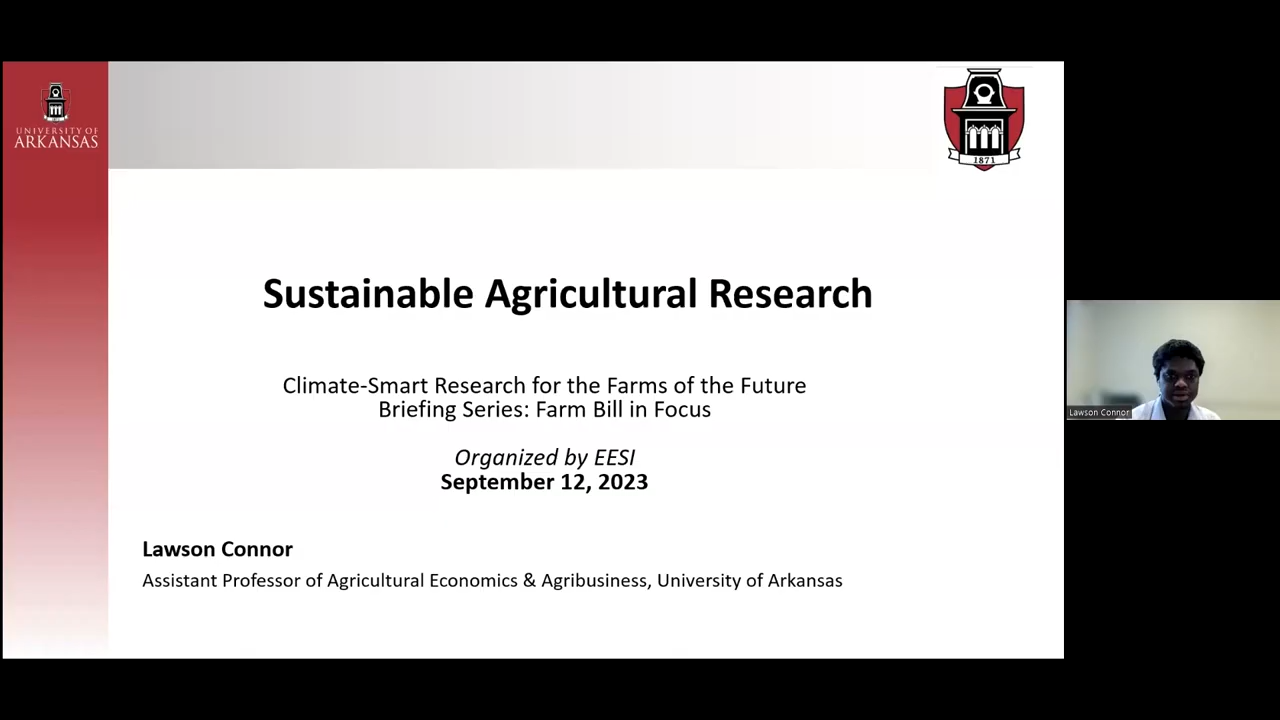 UNIVERSITY OF
ARKANSAS
1871
Sustainable Agricultural Research
Climate-Smart Research for the Farms of the Future
Briefing Series: Farm Bill in Focus
Organized by EESI
September 12, 2023
Lawson Connor
Assistant Professor of Agricultural Economics & Agribusiness, University of Arkansas
Lawson Connor